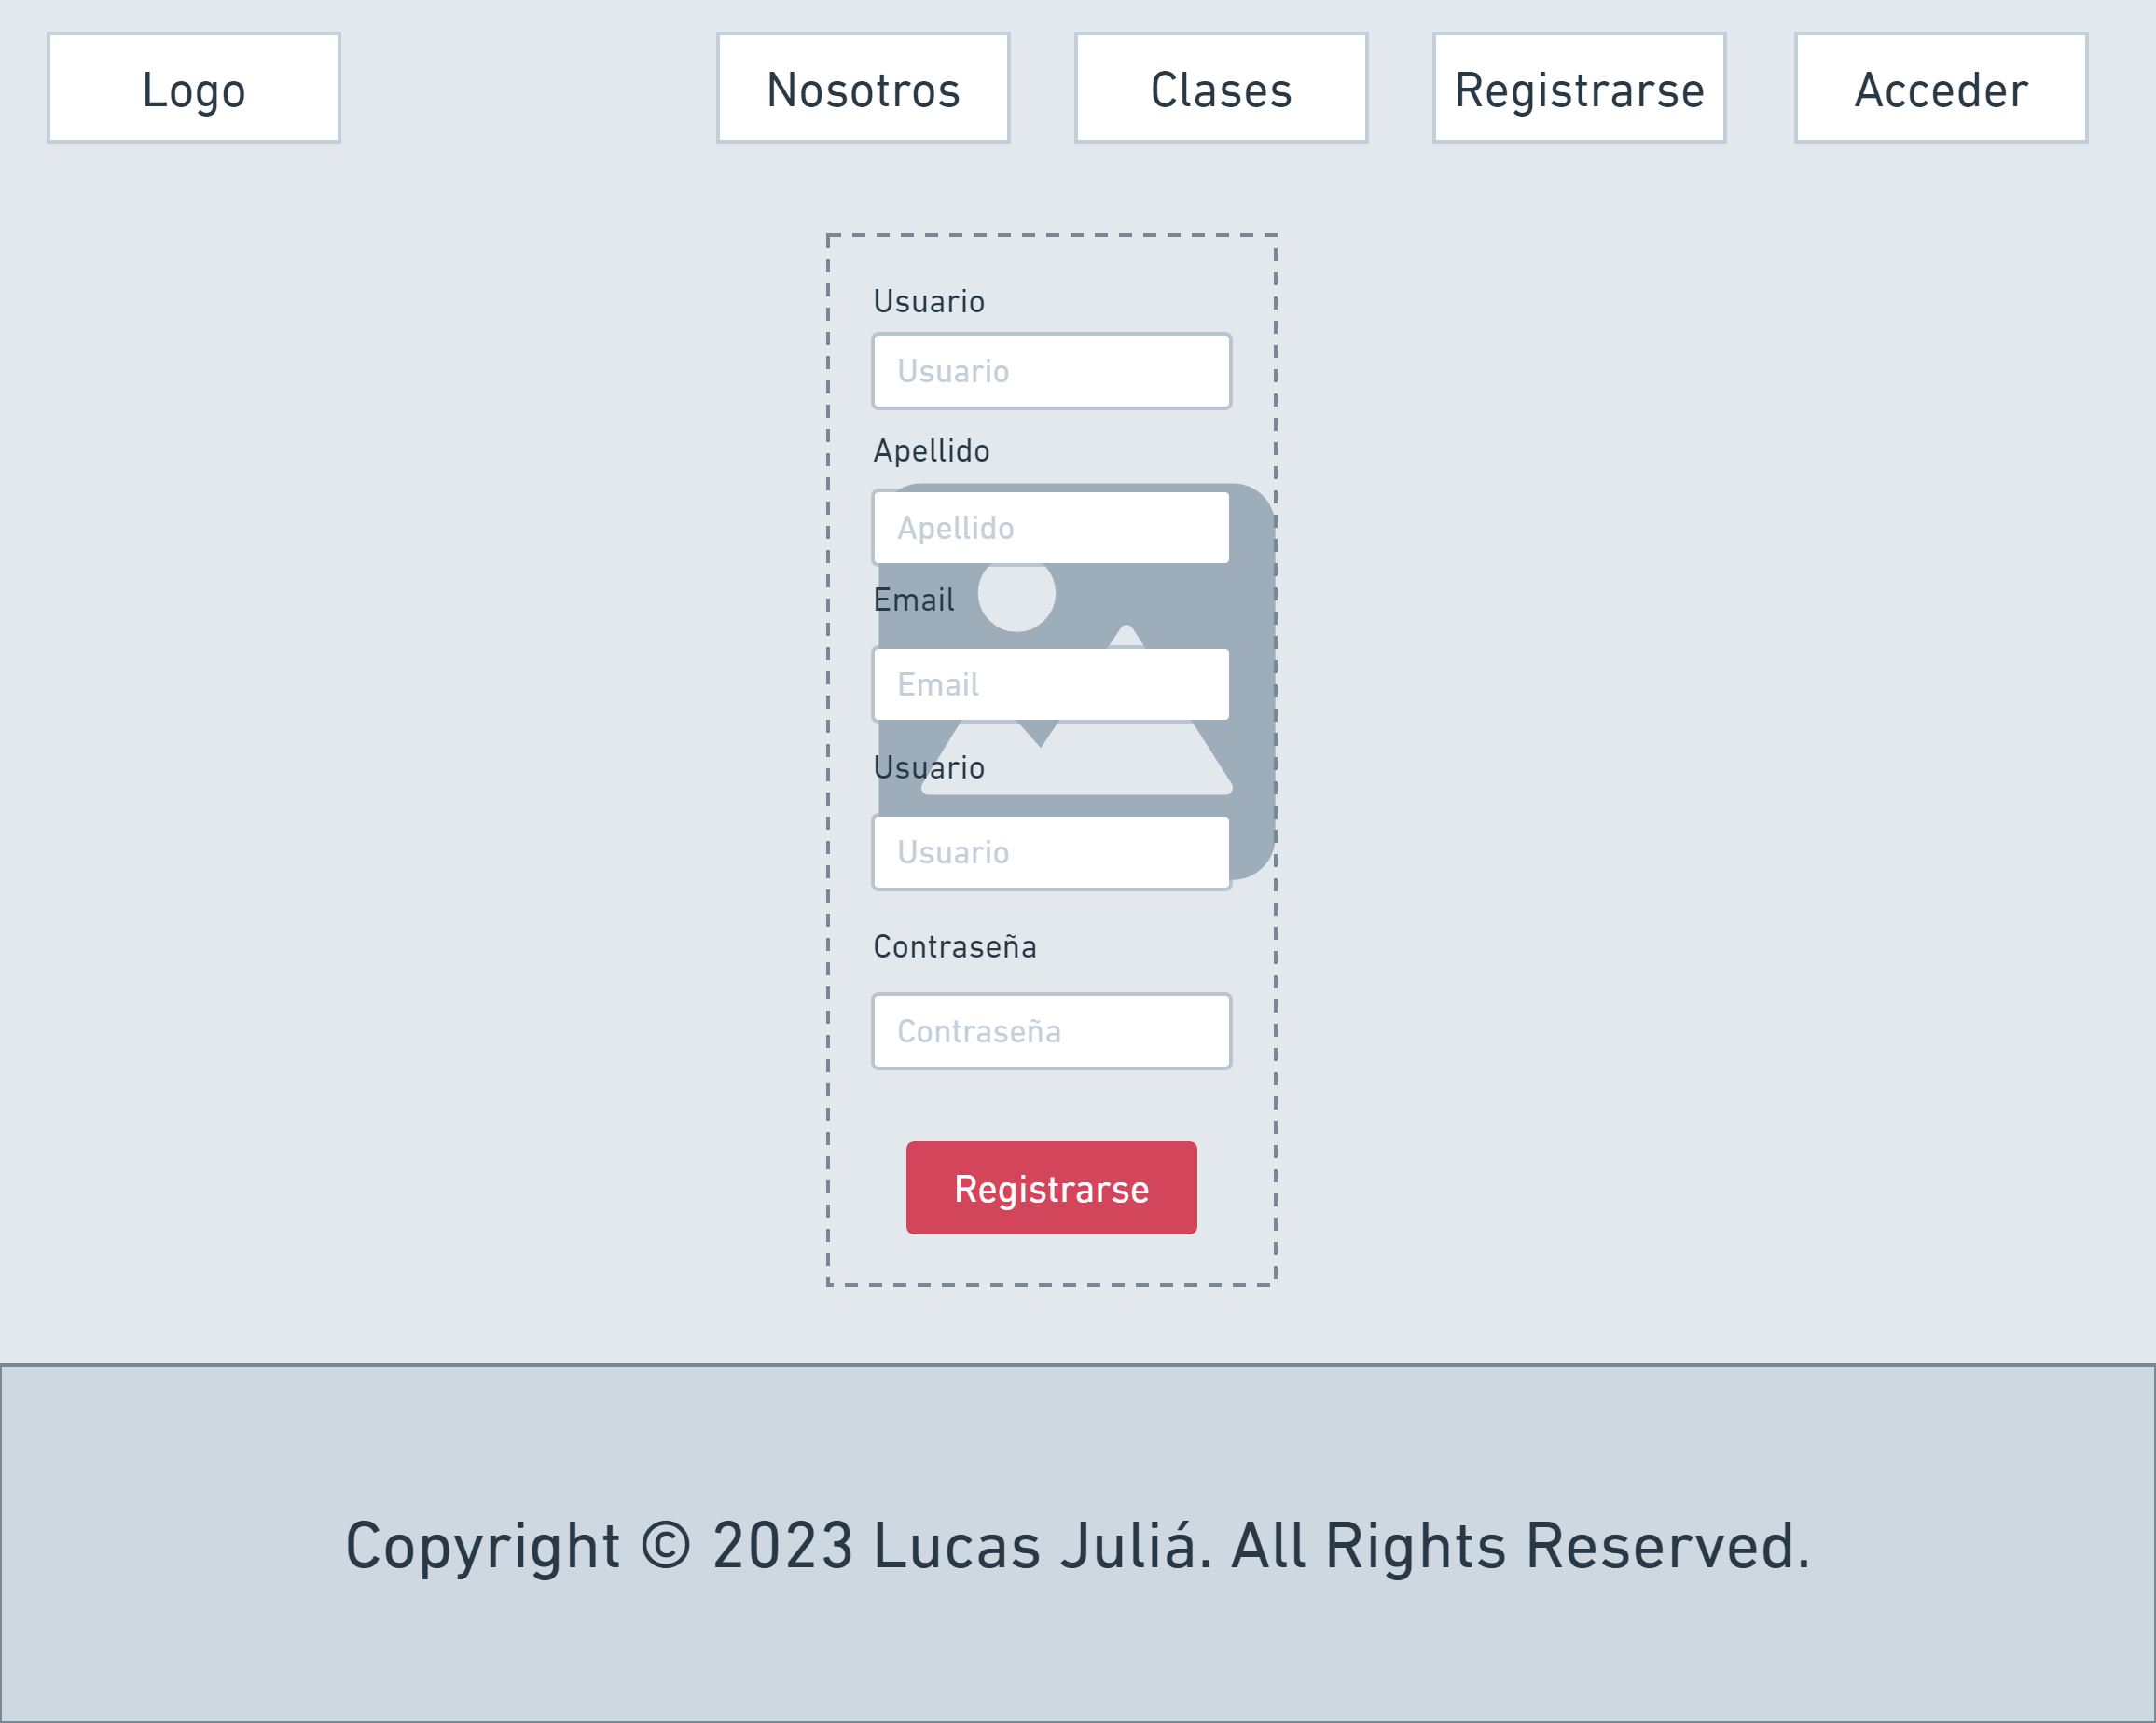 Logo
Nosotros
Clases
Registrarse
Acceder
Usuario
Usuario
Apellido
Apellido
Email
Email
Usuario
Usuario
Contraseña
Contraseña
Registrarse
Copyright © 2023 Lucas Juliá. All Rights Reserved.